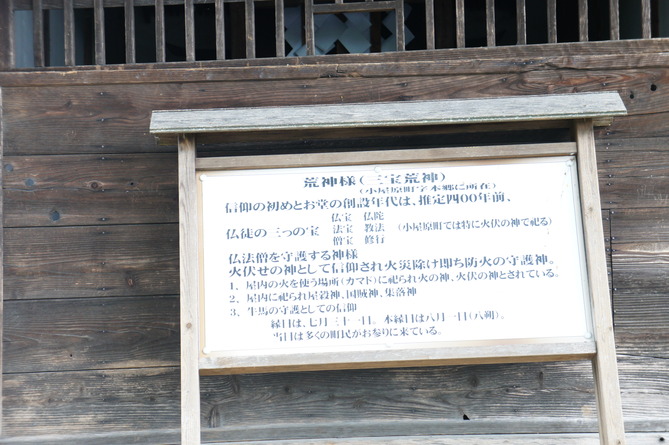 荒神様(三宝荒神)
(小屋原町字本郷に所在)
信仰の初めとお堂の創設年代は、推定四00年前、
仏宝 仏陀
仏徒の三つの宝 法宝 教法 (小屋原町では特に火伏の神で祀る)
僧宝 修行
仏法僧を守護する神様
火伏せの神として信仰され火災除け即ち防火の守護神。
1、屋内の火を使う場所(カマド)に祀られ火の神、火伏の神とされている。
2、屋内に祀られ屋殺神、国賊神、集落神
3、牛馬の守護としての信仰
縁日は、七月三十一日。本縁日は八月一日(八朔)。
当日は多くの町民がお参りに来ている。